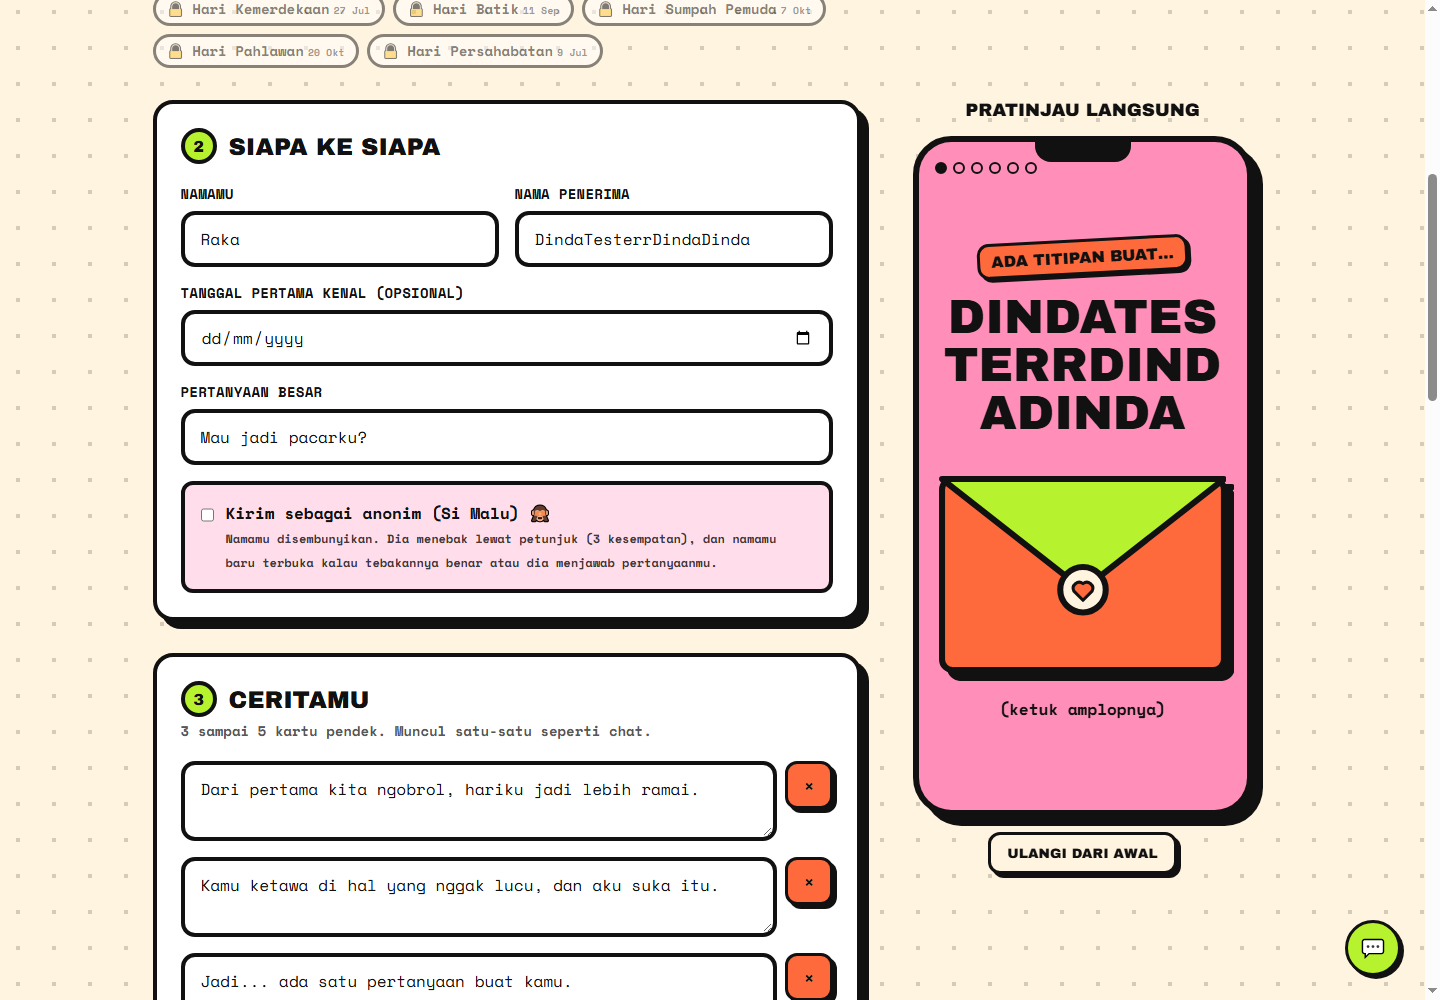 Hari Kemerdekaan 27 Jul
Hari Batik 11 Sep
Hari Sumpah Pemuda 7 Okt
Hari Pahlawan 20 Okt
Hari Persahabatan 9 Jul
2 SIAPA KE SIAPA
NAMAMU
NAMA PENERIMA
Raka
DindaTesterrDindaDinda
TANGGAL PERTAMA KENAL (OPSIONAL)
dd/mm/yyyy
PERTANYAAN BESAR
Mau jadi pacarku?
Kirim sebagai anonim (Si Malu) 🙈
Namamu disembunyikan. Dia menebak lewat petunjuk (3 kesempatan), dan namamu
baru terbuka kalau tebakannya benar atau dia menjawab pertanyaanmu.
3 CERITAMU
3 sampai 5 kartu pendek. Muncul satu-satu seperti chat.
Dari pertama kita ngobrol, hariku jadi lebih ramai.
×
Kamu ketawa di hal yang nggak lucu, dan aku suka itu.
×
Jadi... ada satu pertanyaan buat kamu.
×
PRATINJAU LANGSUNG
ADA TITIPAN BUAT...
DINDATES
TERRDIND
ADINDA
(ketuk amplopnya)
ULANGI DARI AWAL